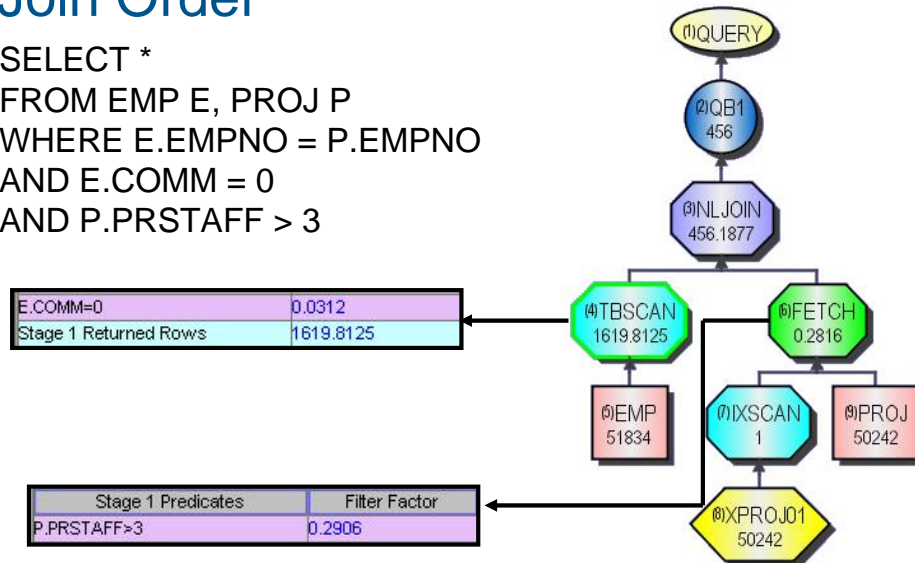 Join Order
SELECT *
FROM EMP E, PROJ P
WHERE E.EMPNO = P.EMPNO
AND E.COMM = 0
AND P.PRSTAFF > 3
(1)QUERY
(2)QB1
456
(3)NLJOIN
456.1877
E.COMM=0 0.0312
Stage 1 Returned Rows 1619.8125
(4)TBSCAN
1619.8125
(6)FETCH
0.2816
(5)EMP
51834
(7)IXSCAN
1
(9)PROJ
50242
Stage 1 Predicates Filter Factor
P.PRSTAFF>3 0.2906
(8)XPROJ01
50242